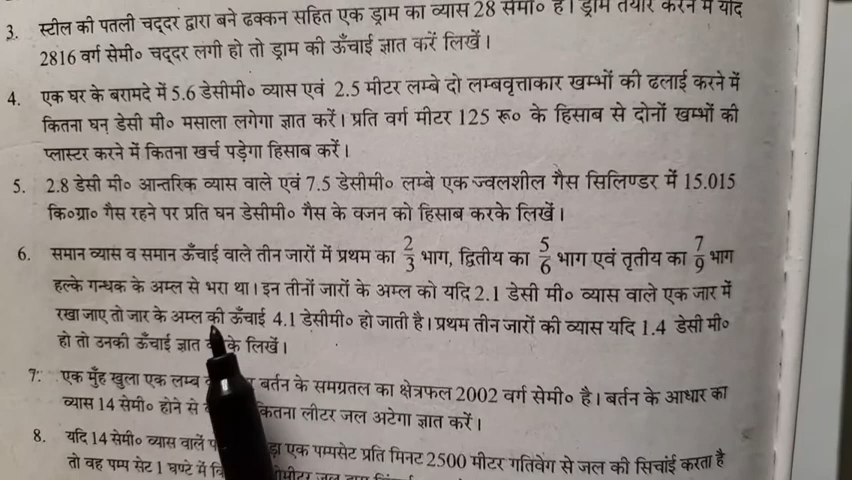 3. स्टील की पतली चद्दर द्वारा बने ढक्कन सहित एक ड्राम का व्यास 28 सेमी० है। ड्राम तैयार करने में यदि
2816 वर्ग सेमी० चद्दर लगी हो तो ड्राम की ऊँचाई ज्ञात करें लिखें।
4. एक घर के बरामदे में 5.6 डेसीमी० व्यास एवं 2.5 मीटर लम्बे दो लम्बवृत्ताकार खम्भों की ढलाई करने में
कितना घन डेसी मी० मसाला लगेगा ज्ञात करें। प्रति वर्ग मीटर 125 रू० के हिसाब से दोनों खम्भों की
प्लास्टर करने में कितना खर्च पड़ेगा हिसाब करें।
5. 2.8 डेसी मी० आन्तरिक व्यास वाले एवं 7.5 डेसीमी० लम्बे एक ज्वलशील गैस सिलिण्डर में 15.015
कि०ग्रा० गैस रहने पर प्रति घन डेसीमी० गैस के वजन को हिसाब करके लिखें।
6. समान व्यास व समान ऊँचाई वाले तीन जारों में प्रथम का 2/3 भाग, द्वितीय का 5/6 भाग एवं तृतीय का 7/9 भाग
हल्के गन्धक के अम्ल से भरा था। इन तीनों जारों के अम्ल को यदि 2.1 डेसी मी० व्यास वाले एक जार में
रखा जाए तो जार के अम्ल की ऊँचाई 4.1 डेसीमी० हो जाती है। प्रथम तीन जारों की व्यास यदि 1.4 डेसी मी०
हो तो उनकी ऊँचाई ज्ञात के लिखें।
7. एक मुँह खुला एक लम्ब बर्तन के समग्रतल का क्षेत्रफल 2002 वर्ग सेमी० है। बर्तन के आधार का
व्यास 14 सेमी० होने से कितना लीटर जल अटेगा ज्ञात करें।
8. यदि 14 सेमी० व्यास वालें एक पम्पसेट प्रति मिनट 2500 मीटर गतिवेग से जल की सिचांई करता है
तो वह पम्प सेट 1 घण्टे में